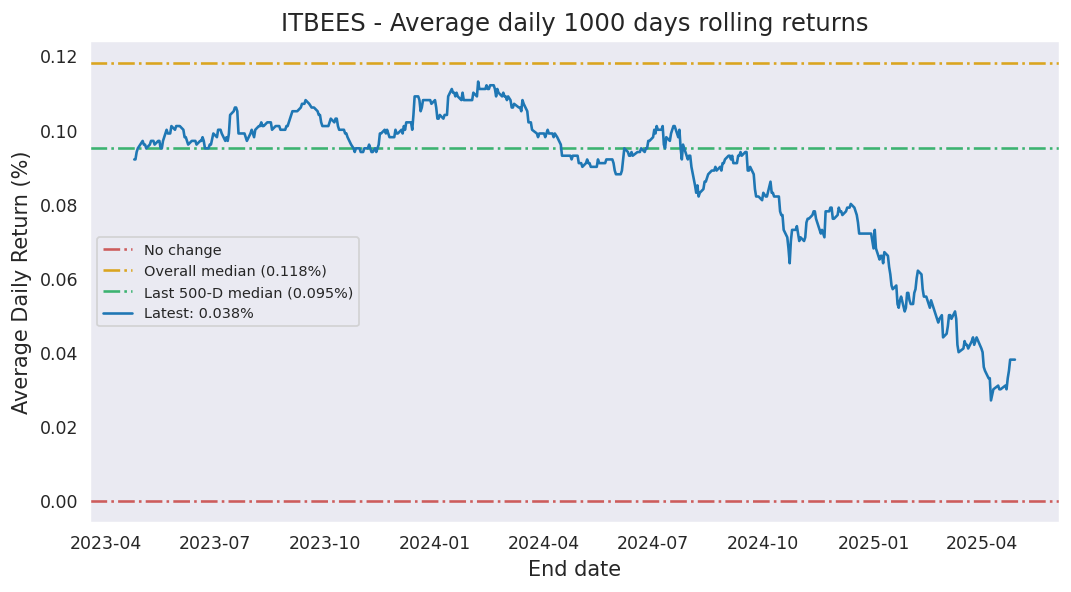 ITBEES - Average daily 1000 days rolling returns
Average Daily Return (%)
0.12
0.10
0.08
0.06
0.04
0.02
0.00
No change
Overall median (0.118%)
Last 500-D median (0.095%)
Latest: 0.038%
2023-04 2023-07 2023-10 2024-01 2024-04 2024-07 2024-10 2025-01 2025-04
End date